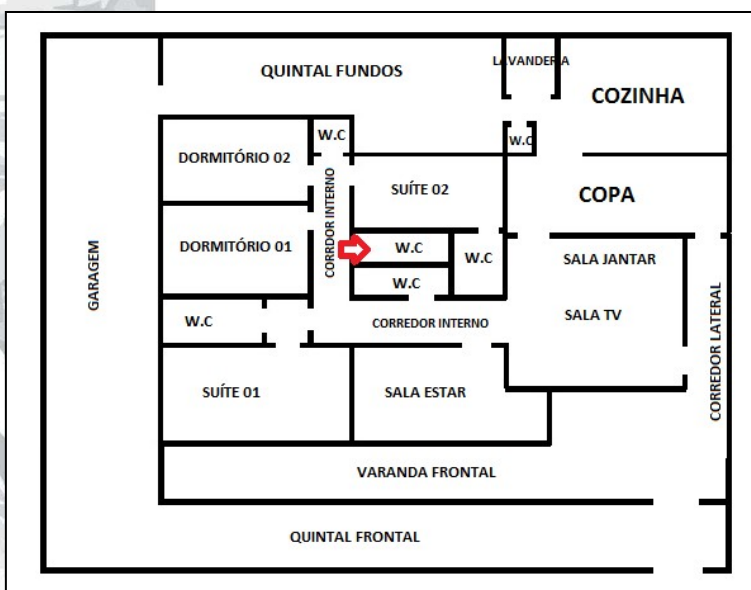 LAVANDERIA
QUINTAL FUNDOS
COZINHA
W.C
W.C
DORMITÓRIO 02
SUÍTE 02
COPA
CORRDOR INTERNO
DORMITÓRIO 01
W.C
W.C
SALA JANTAR
GARAGEM
W.C
W.C
CORREDOR INTERNO
SALA TV
CORREDOR LATERAL
SUÍTE 01
SALA ESTAR
VARANDA FRONTAL
QUINTAL FRONTAL